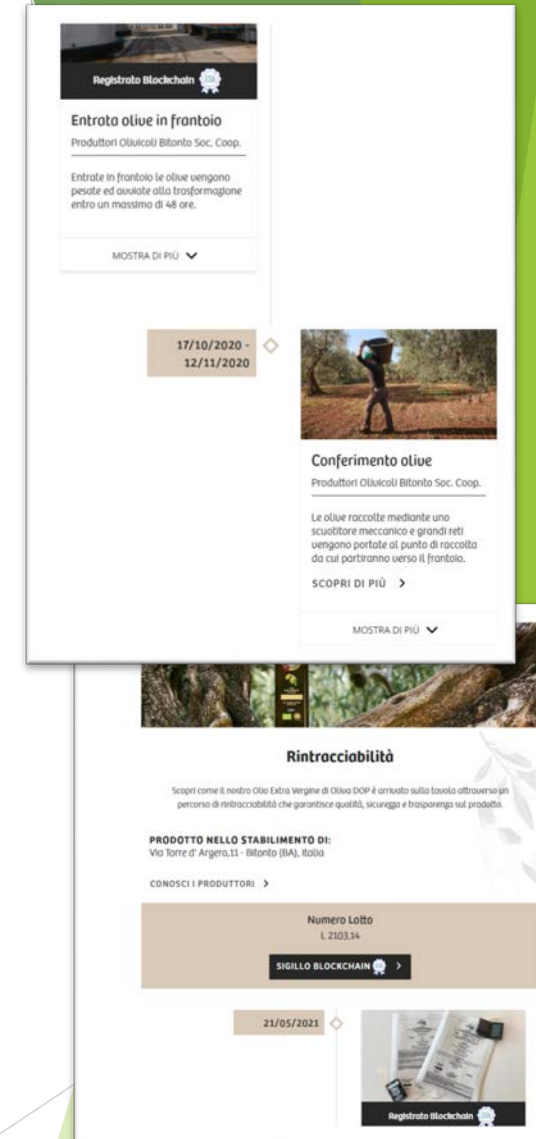 Registrato Blockchain
Entrata olive in frantoio
Produttori Olivicoli Bitonto Soc. Coop.
Entrate in frantoio le olive vengono
pesate ed avviate alla trasformazione
entro un massimo di 48 ore.
MOSTRA DI PIÙ
17/10/2020 -
12/11/2020
Conferimento olive
Produttori Olivicoli Bitonto Soc. Coop.
Le olive raccolte mediante uno
scuotitore meccanico e grandi reti
vengono portate al punto di raccolta
da cui partiranno verso il frantoio.
SCOPRI DI PIÙ
MOSTRA DI PIÙ
Rintracciabilità
Scopri come il nostro Olio Extra Vergine di Oliva DOP è arrivato sulla tavola attraverso un
percorso di rintracciabilità che garantisce qualità, sicurezza e trasparenza sul prodotto.
PRODOTTO NELLO STABILIMENTO DI:
Via Torre d' Argero,11 - Bitonto (BA), Italia
CONOSCI I PRODUTTORI
Numero Lotto
L 2103.14
SIGILLO BLOCKCHAIN
21/05/2021
Registrato Blockchain